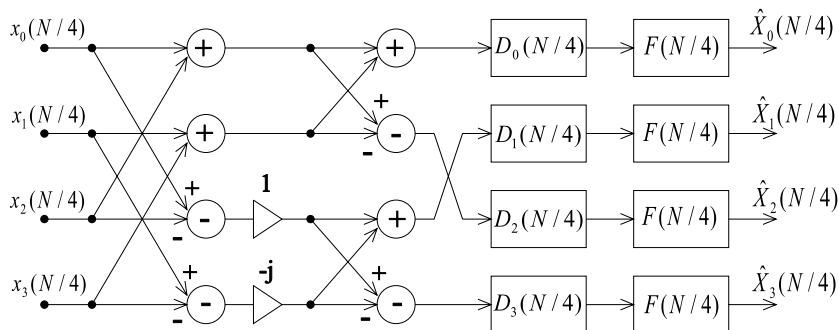 x₀(N/4) + + D₀(N/4) F(N/4) X̂₀(N/4)
+
x₁(N/4) + - - D₁(N/4) F(N/4) X̂₁(N/4)
+ 1
x₂(N/4) - - + D₂(N/4) F(N/4) X̂₂(N/4)
+ -j +
x₃(N/4) - - - - D₃(N/4) F(N/4) X̂₃(N/4)